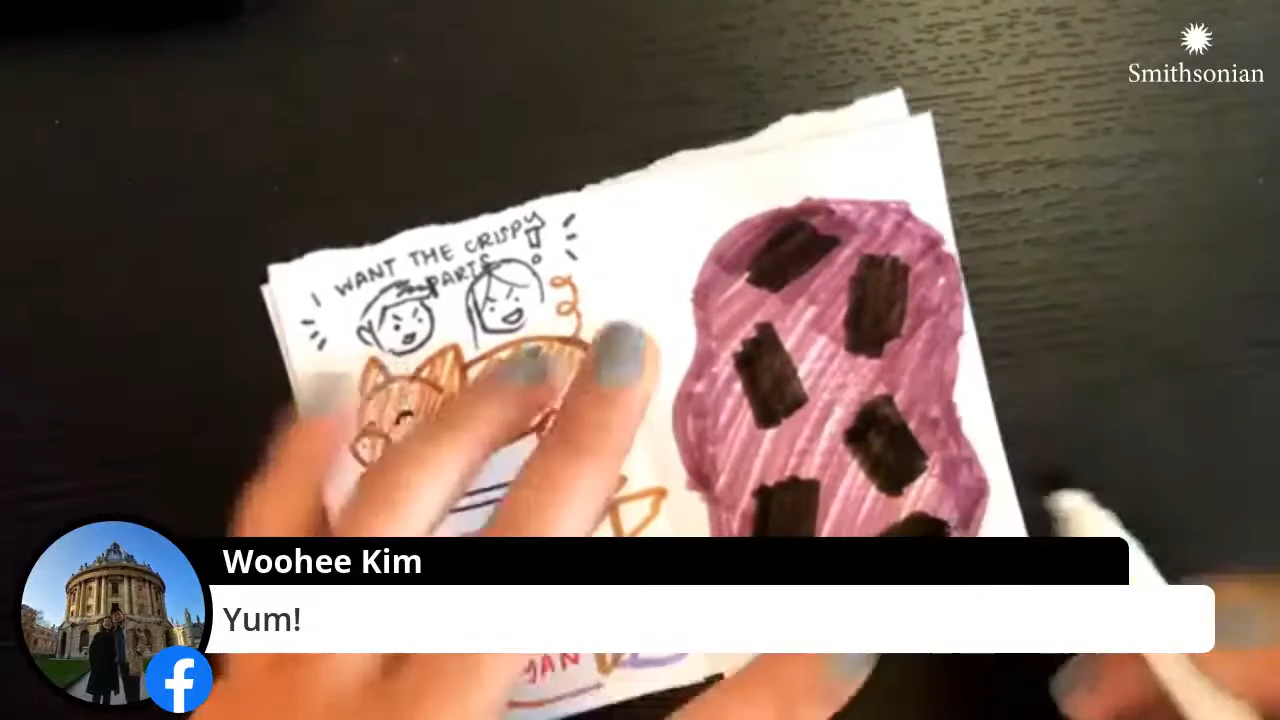 Smithsonian
I WANT THE CRISPY
PARTS
Woohee Kim
Yum!